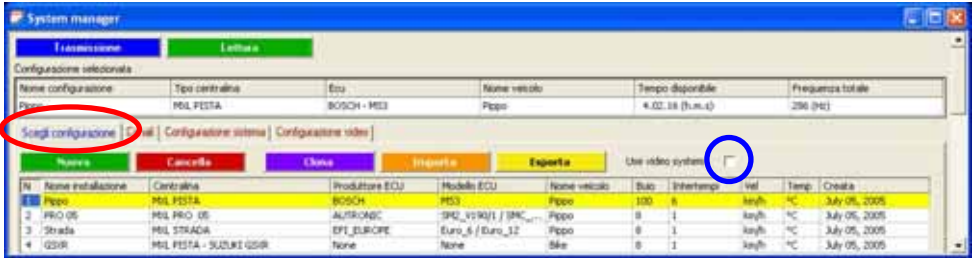 System manager
Trasmissione Lettura
Configurazione selezionata
Nome configurazione Tipo centralina Ecu Nome veicolo Tempo disponibile Frequenza totale
Pippo MXL PISTA BOSCH - MS3 Pippo 4.02.16 (h.m.s) 286 (Hz)
Scegli configurazione Configurazione sistema Configurazione video
Nuova Cancella Clona Importa Esporta Use video system
N Nome installazione Centralina Produttore ECU Modello ECU Nome veicolo Buio Intertempi Vel Temp Creata
1 Pippo MXL PISTA BOSCH MS3 Pippo 100 6 km/h °C July 05, 2005
2 PRO 05 MXL PRO 05 AUTRONIC SM2_V190/1 / SMC_... Pippo 8 1 km/h °C July 05, 2005
3 Strada MXL STRADA EFI_EUROPE Euro_6 / Euro_12 Pippo 8 1 km/h °C July 05, 2005
4 GSXR MXL PISTA - SUZUKI GSXR None None Bike 8 1 km/h °C July 05, 2005